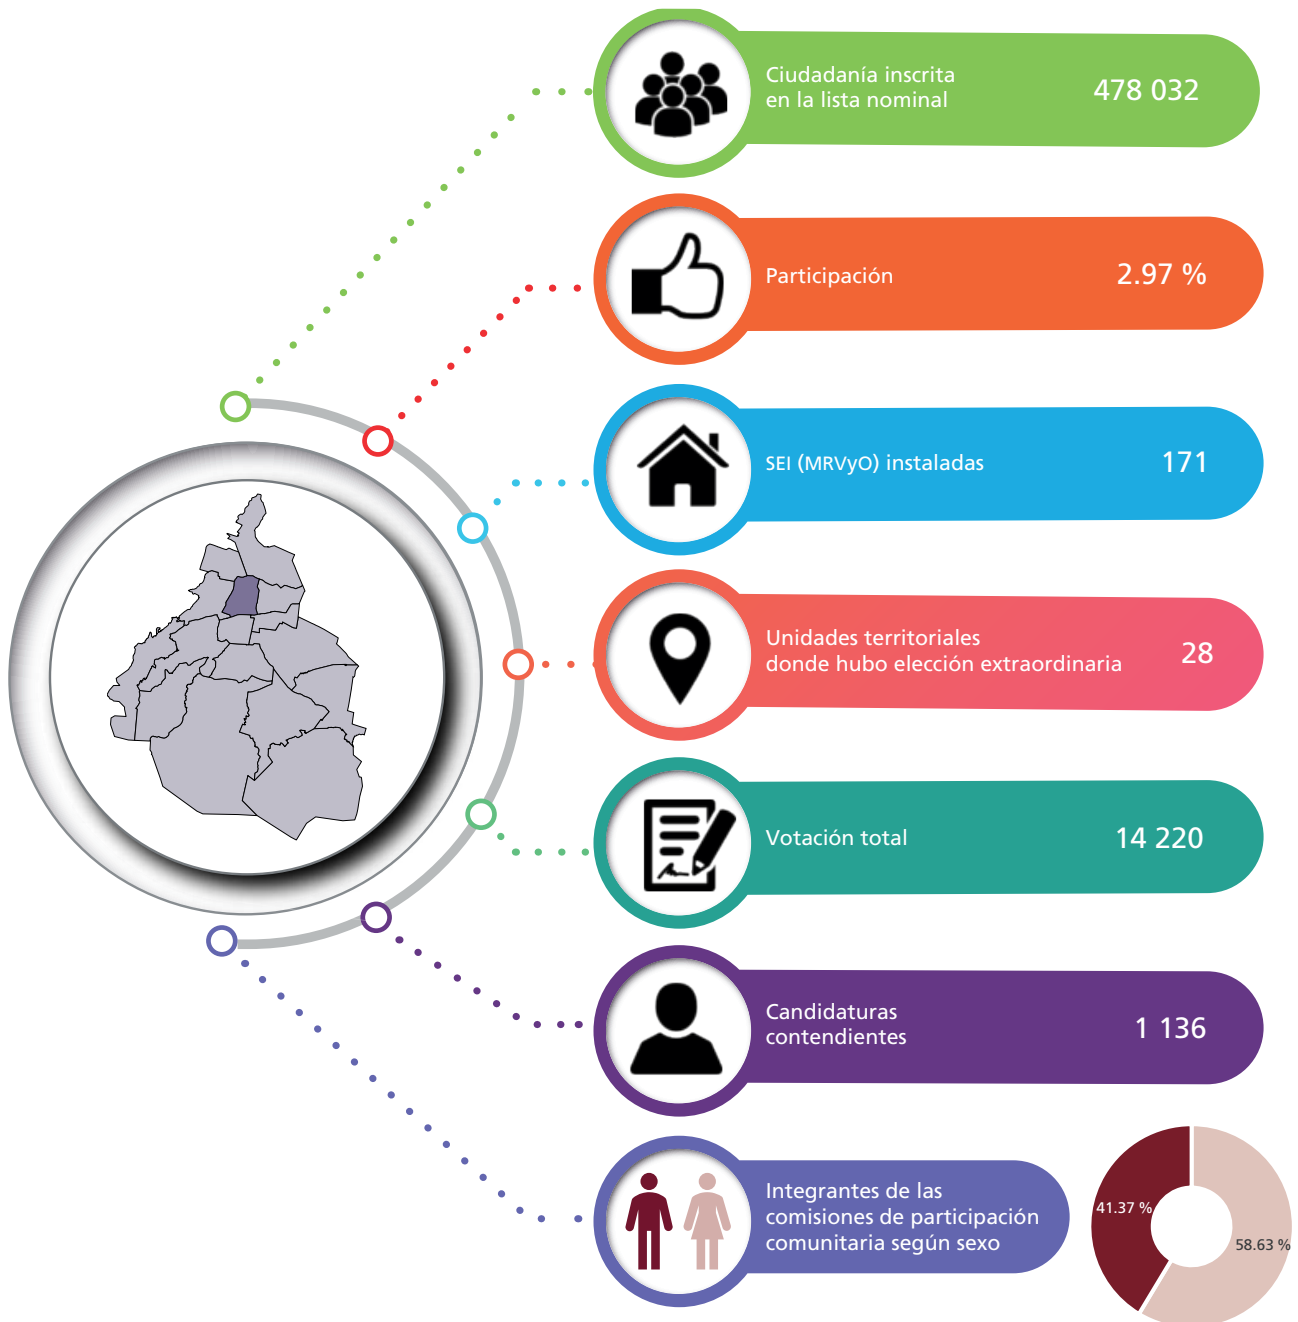 Ciudadanía inscrita
en la lista nominal
478 032
Participación
2.97 %
SEI (MRVyO) instaladas
171
Unidades territoriales
donde hubo elección extraordinaria
28
Votación total
14 220
Candidaturas
contendientes
1 136
Integrantes de las
comisiones de participación
comunitaria según sexo
41.37 %
58.63 %